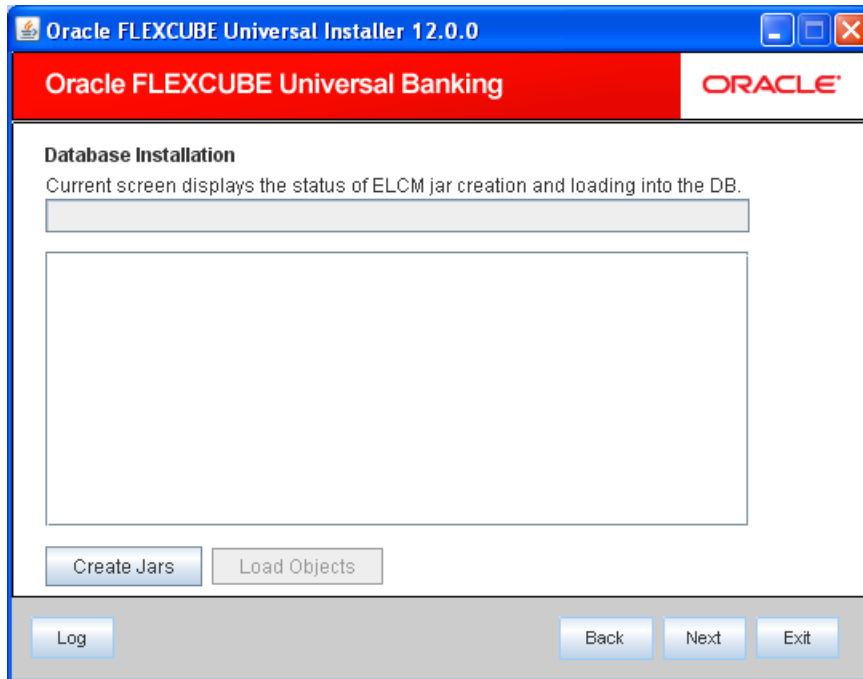 Oracle FLEXCUBE Universal Installer 12.0.0
Oracle FLEXCUBE Universal Banking
ORACLE®
Database Installation
Current screen displays the status of ELCM jar creation and loading into the DB.
Create Jars Load Objects
Log Back Next Exit